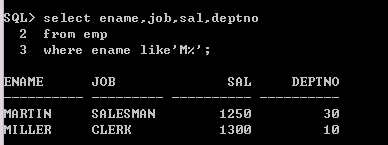 SQL> select ename,job,sal,deptno
2 from emp
3 where ename like'M%';
ENAME JOB SAL DEPTNO
---------- --------- ---------- ----------
MARTIN SALESMAN 1250 30
MILLER CLERK 1300 10